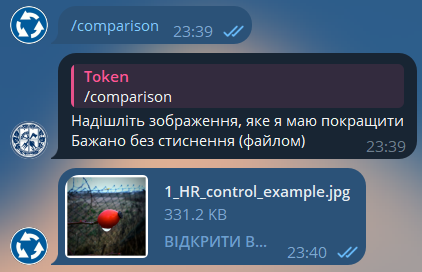 /comparison
23:39
Token
/comparison
Надішліть зображення, яке я маю покращити
Бажано без стиснення (файлом)
23:39
1_HR_control_example.jpg
331.2 KB
ВІДКРИТИ В...
23:40